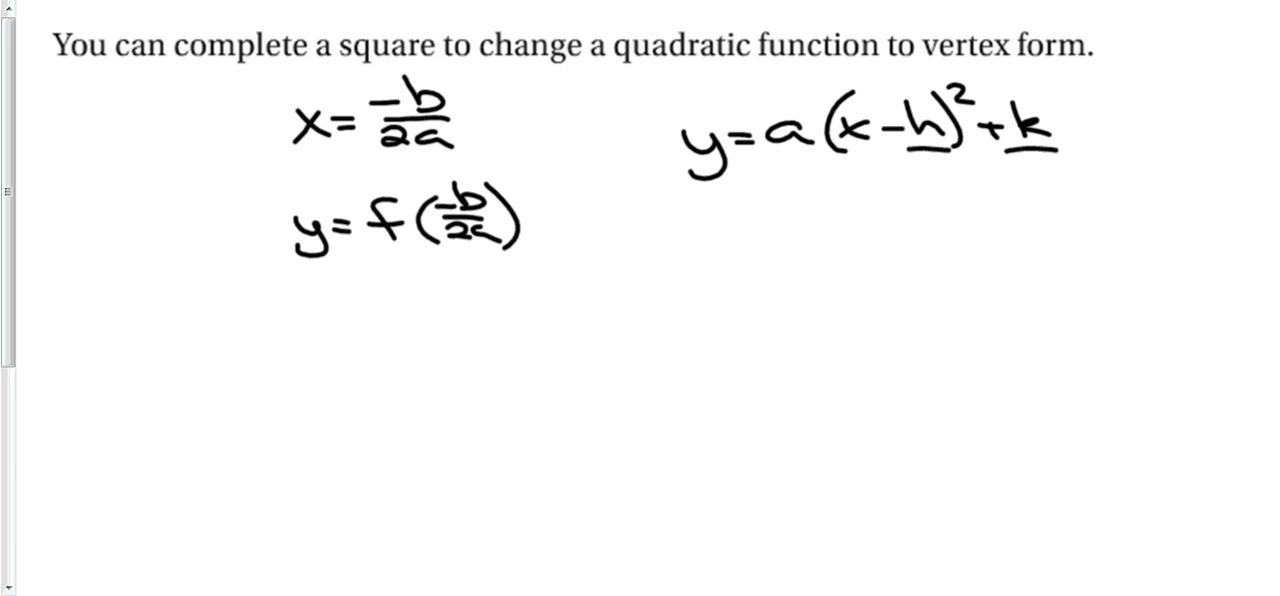 You can complete a square to change a quadratic function to vertex form.
x = -b/2a
y = a(x-h)²+k
y = f(-b/2a)